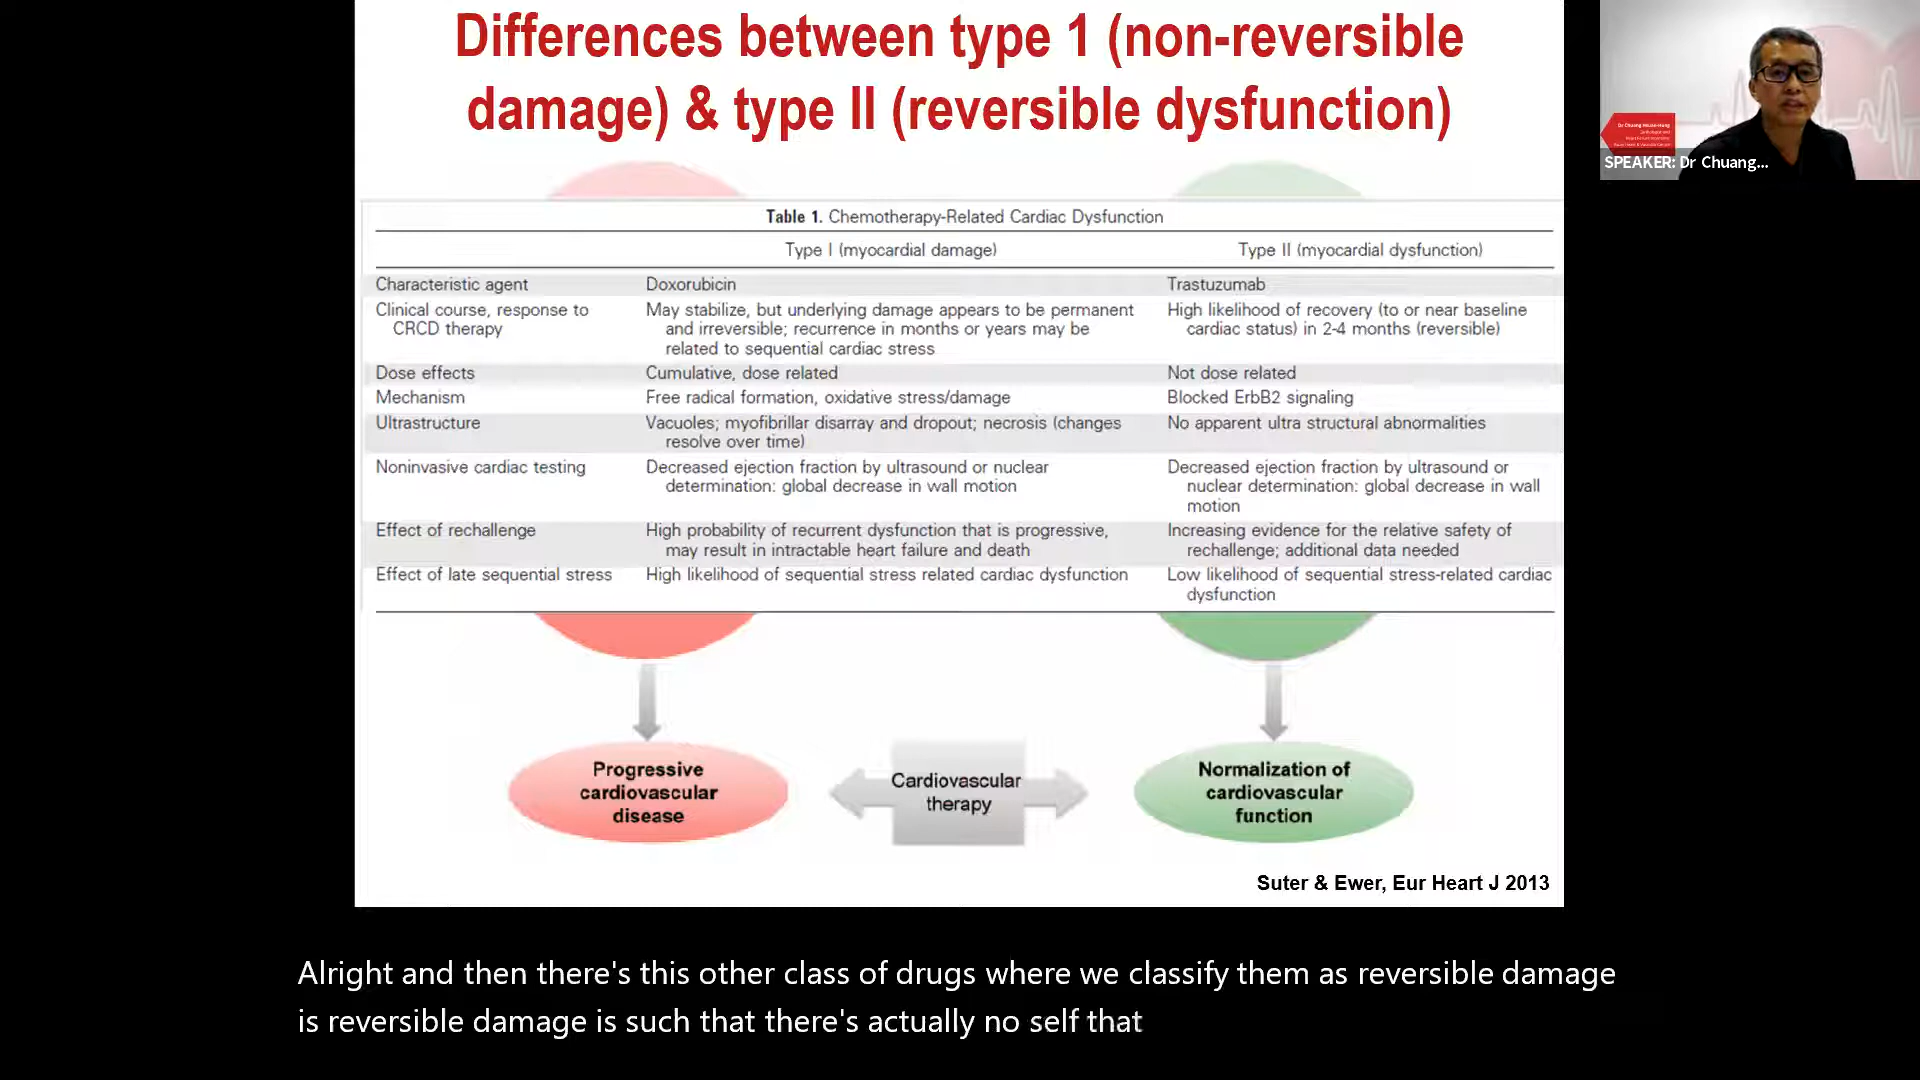 Differences between type 1 (non-reversible
damage) & type II (reversible dysfunction)
Table 1. Chemotherapy-Related Cardiac Dysfunction
Type I (myocardial damage) Type II (myocardial dysfunction)
Characteristic agent Doxorubicin Trastuzumab
Clinical course, response to May stabilize, but underlying damage appears to be permanent High likelihood of recovery (to or near baseline
CRCD therapy and irreversible; recurrence in months or years may be cardiac status) in 2-4 months (reversible)
related to sequential cardiac stress
Dose effects Cumulative, dose related Not dose related
Mechanism Free radical formation, oxidative stress/damage Blocked ErbB2 signaling
Ultrastructure Vacuoles; myofibrillar disarray and dropout; necrosis (changes No apparent ultra structural abnormalities
resolve over time)
Noninvasive cardiac testing Decreased ejection fraction by ultrasound or nuclear Decreased ejection fraction by ultrasound or
determination: global decrease in wall motion nuclear determination: global decrease in wall
motion
Effect of rechallenge High probability of recurrent dysfunction that is progressive, Increasing evidence for the relative safety of
may result in intractable heart failure and death rechallenge; additional data needed
Effect of late sequential stress High likelihood of sequential stress related cardiac dysfunction Low likelihood of sequential stress-related cardiac
dysfunction
Progressive
cardiovascular
disease
Cardiovascular
therapy
Normalization of
cardiovascular
function
Suter & Ewer, Eur Heart J 2013
SPEAKER: Dr Chuang...
Alright and then there's this other class of drugs where we classify them as reversible damage
is reversible damage is such that there's actually no self that